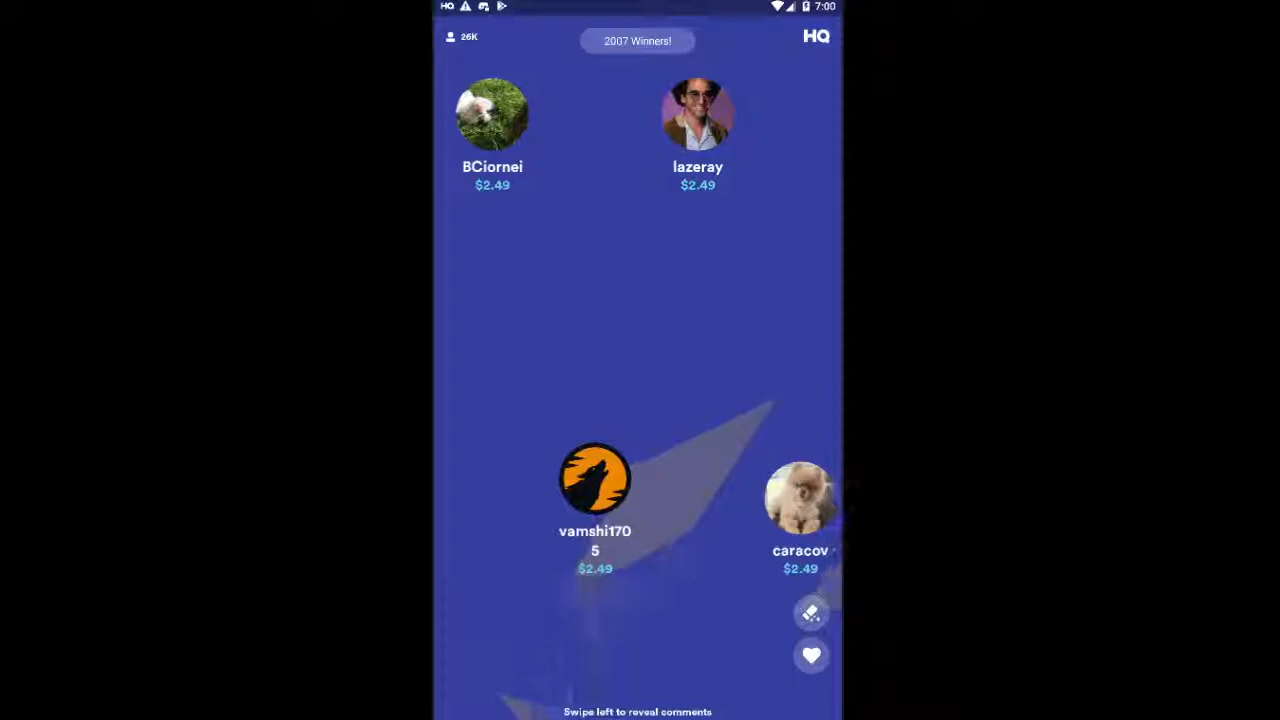 HQ
7:00
26K
2007 Winners!
HQ
BCiornei
$2.49
lazeray
$2.49
vamshi170
5
$2.49
caracov
$2.49
Swipe left to reveal comments